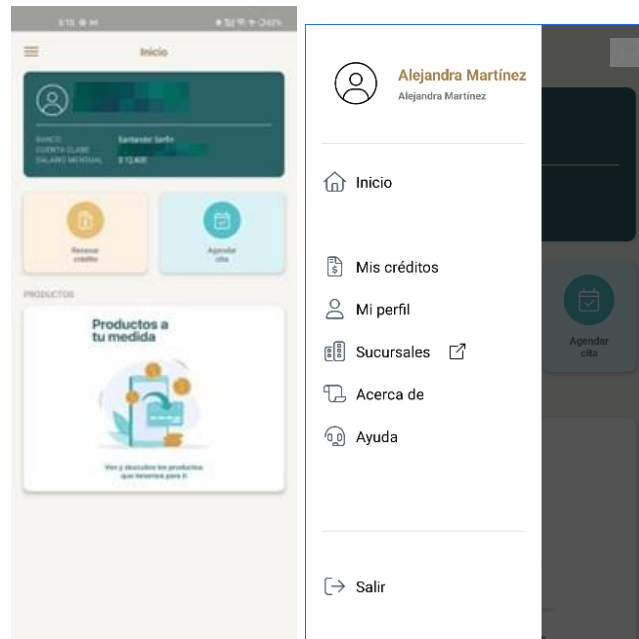 Inicio
BANCO Santander Serfin
CUENTA CLABE
SALARIO MENSUAL
Renovar
crédito
Agendar
cita
PRODUCTOS
Productos a
tu medida
Ven y descubre los productos
que tenemos para ti
Alejandra Martínez
Alejandra Martínez
Inicio
Mis créditos
Mi perfil
Sucursales
Acerca de
Ayuda
Salir
Agendar
cita